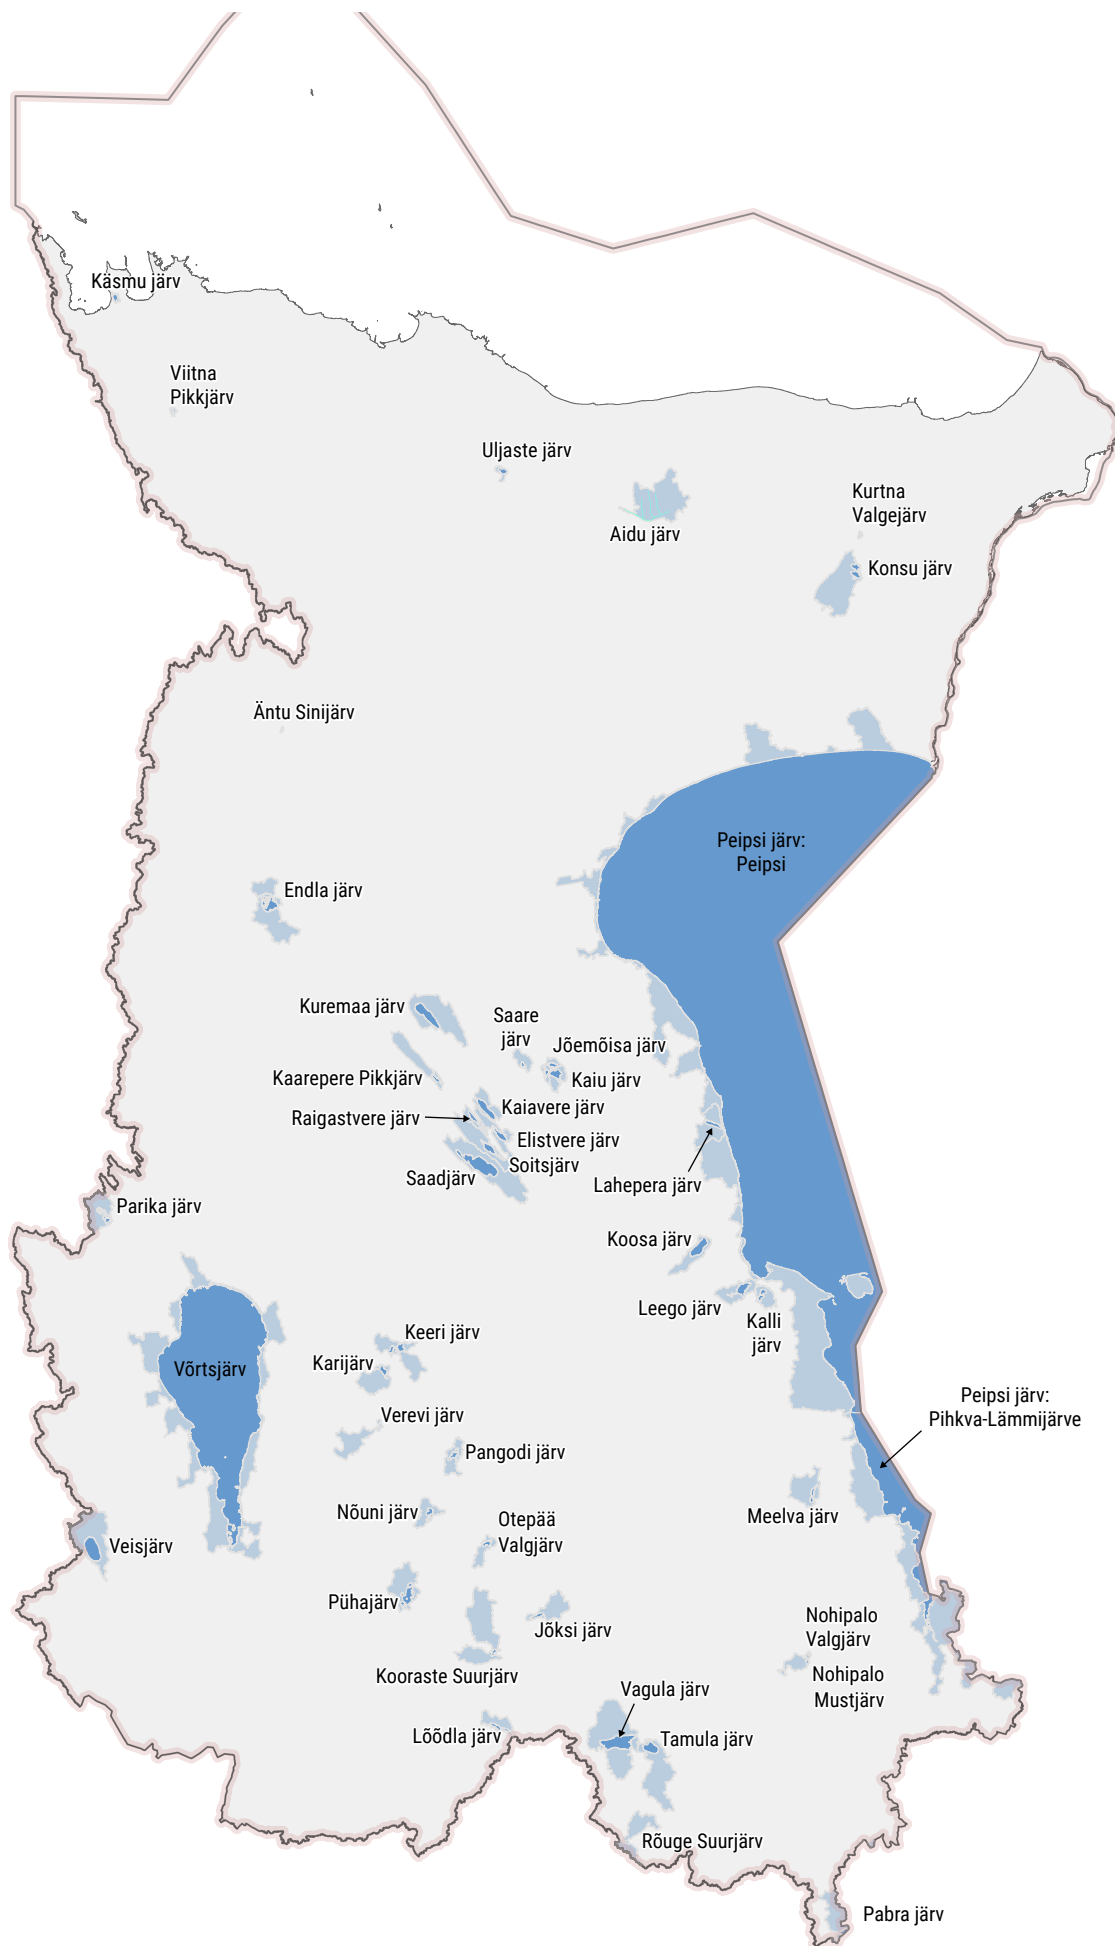 Käsmu järv
Viitna
Pikkjärv
Uljaste järv
Aidu järv
Kurtna
Valgejärv
Konsu järv
Äntu Sinijärv
Peipsi järv:
Peipsi
Endla järv
Kuremaa järv
Saare
järv
Jõemõisa järv
Kaarepere Pikkjärv
Kaiu järv
Raigastvere järv
Kaiavere järv
Elistvere järv
Soitsjärv
Saadjärv
Lahepera järv
Parika järv
Koosa järv
Leego järv
Kalli
järv
Keeri järv
Karijärv
Võrtsjärv
Verevi järv
Peipsi järv:
Pihkva-Lämmijärve
Pangodi järv
Nõuni järv
Otepää
Valgjärv
Meelva järv
Veisjärv
Pühajärv
Jõksi järv
Nohipalo
Valgjärv
Kooraste Suurjärv
Nohipalo
Mustjärv
Vagula järv
Lõõdla järv
Tamula järv
Rõuge Suurjärv
Pabra järv